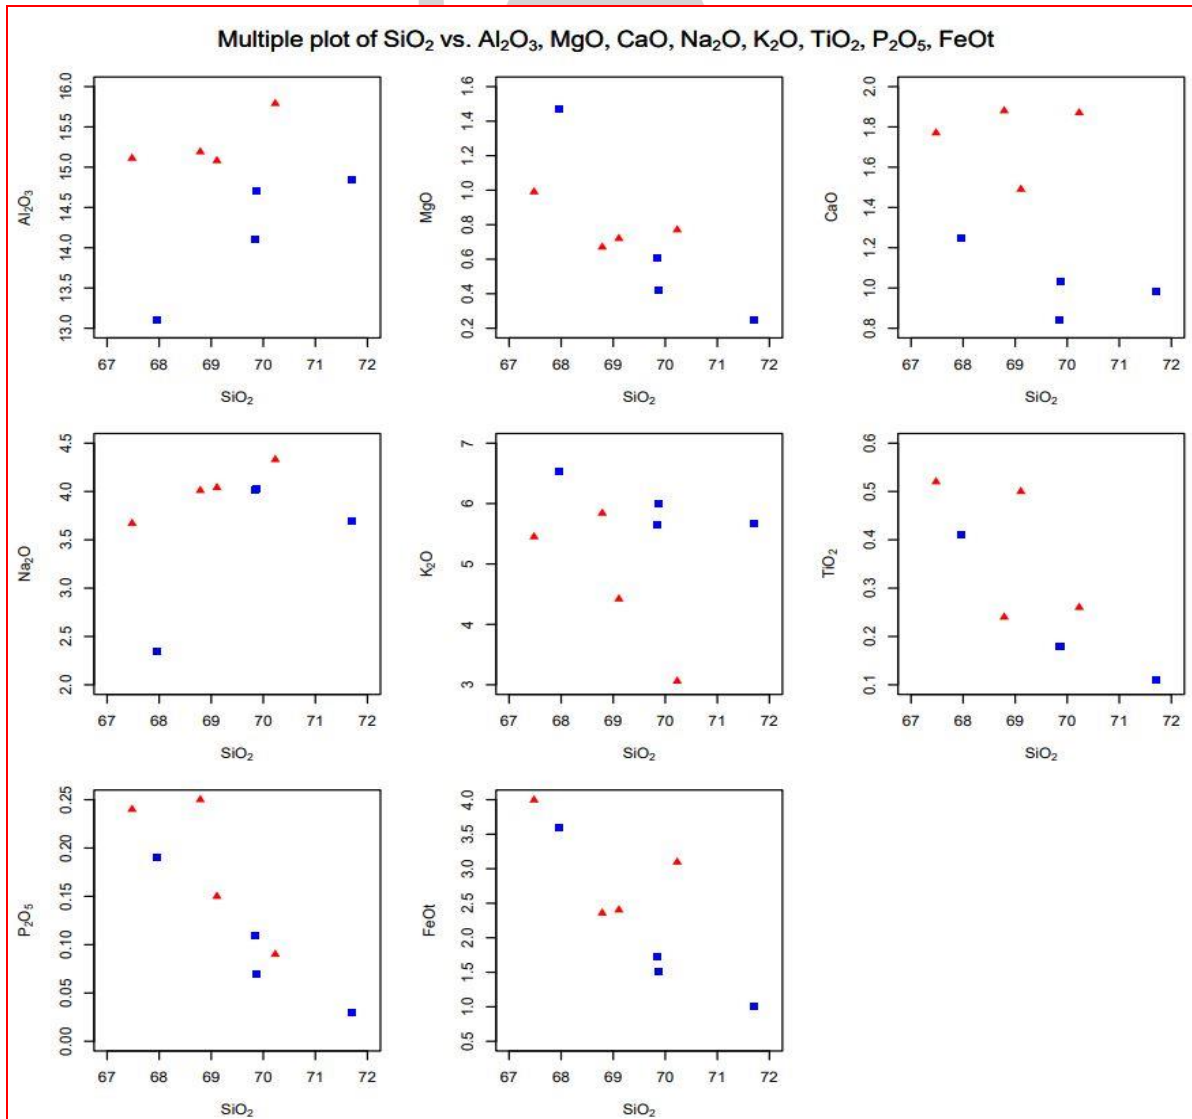 Multiple plot of SiO₂ vs. Al₂O₃, MgO, CaO, Na₂O, K₂O, TiO₂, P₂O₅, FeOt
Al₂O₃
13.0 13.5 14.0 14.5 15.0 15.5 16.0
67 68 69 70 71 72
SiO₂
MgO
0.2 0.4 0.6 0.8 1.0 1.2 1.4 1.6
67 68 69 70 71 72
SiO₂
CaO
0.8 1.0 1.2 1.4 1.6 1.8 2.0
67 68 69 70 71 72
SiO₂
Na₂O
2.0 2.5 3.0 3.5 4.0 4.5
67 68 69 70 71 72
SiO₂
K₂O
3 4 5 6 7
67 68 69 70 71 72
SiO₂
TiO₂
0.1 0.2 0.3 0.4 0.5 0.6
67 68 69 70 71 72
SiO₂
P₂O₅
0.00 0.05 0.10 0.15 0.20 0.25
67 68 69 70 71 72
SiO₂
FeOt
0.5 1.0 1.5 2.0 2.5 3.0 3.5 4.0
67 68 69 70 71 72
SiO₂